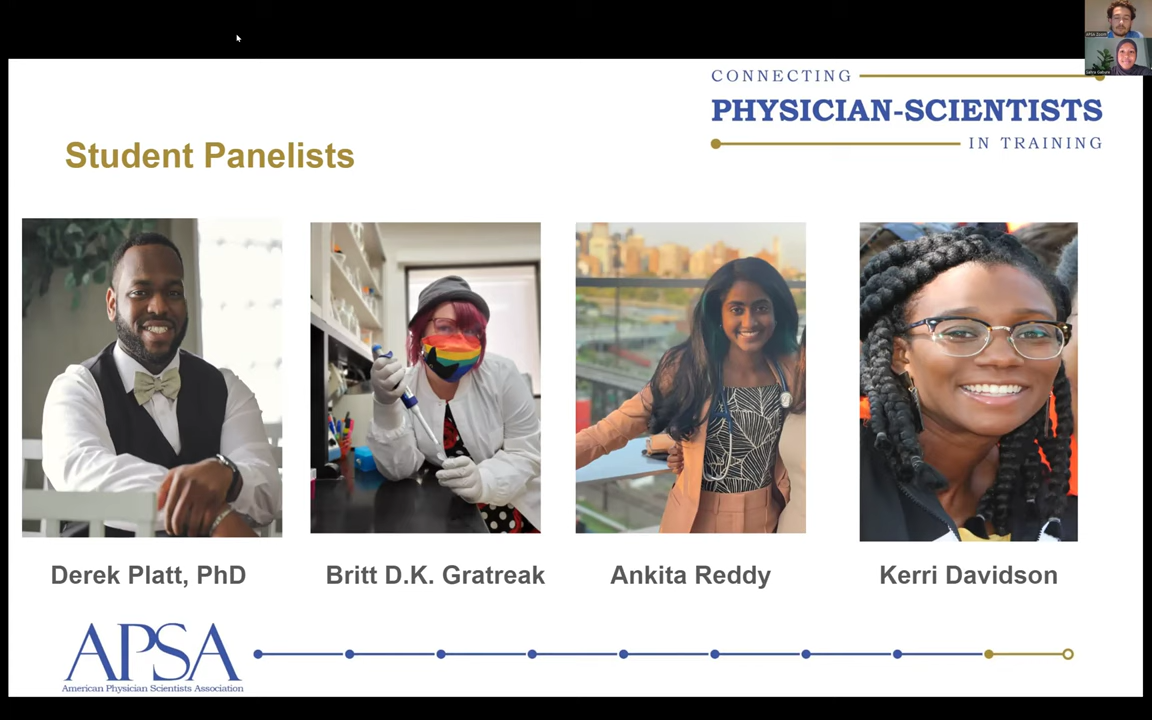 CONNECTING
PHYSICIAN-SCIENTISTS
IN TRAINING
Student Panelists
Derek Platt, PhD
Britt D.K. Gratreak
Ankita Reddy
Kerri Davidson
APSA
American Physician Scientists Association